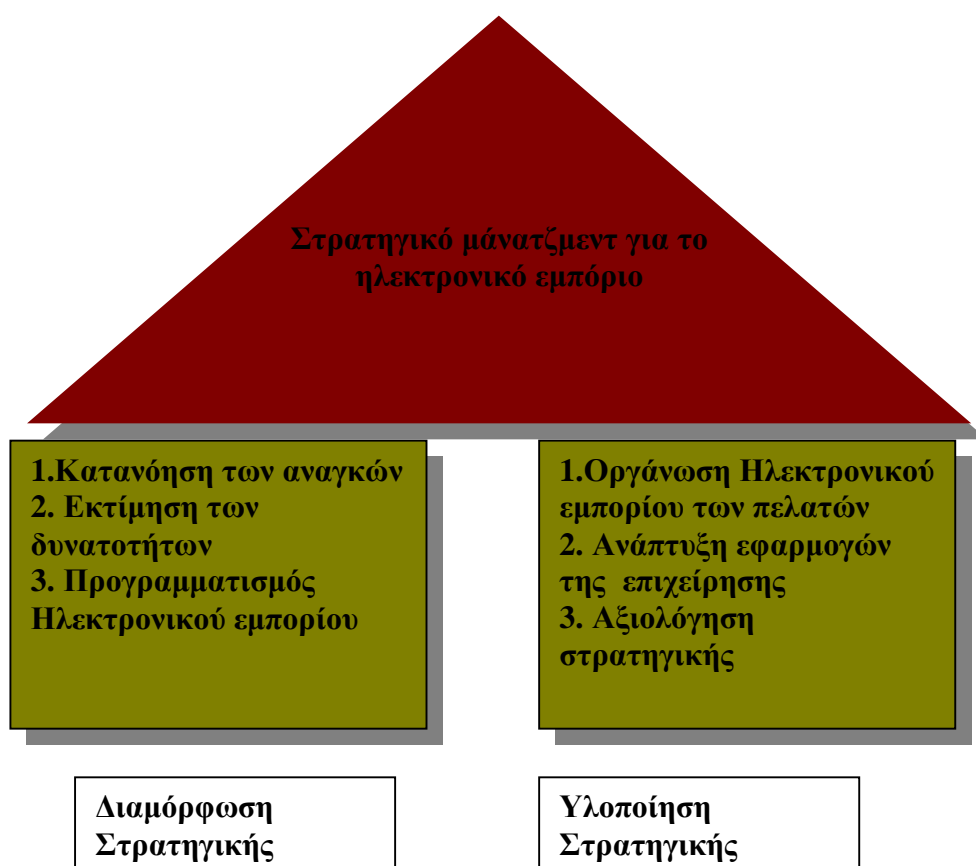 Στρατηγικό μάνατζμεντ για το
ηλεκτρονικό εμπόριο
1.Κατανόηση των αναγκών
2. Εκτίμηση των
δυνατοτήτων
3. Προγραμματισμός
Ηλεκτρονικού εμπορίου
1.Οργάνωση Ηλεκτρονικού
εμπορίου των πελατών
2. Ανάπτυξη εφαρμογών
της επιχείρησης
3. Αξιολόγηση
στρατηγικής
Διαμόρφωση
Στρατηγικής
Υλοποίηση
Στρατηγικής